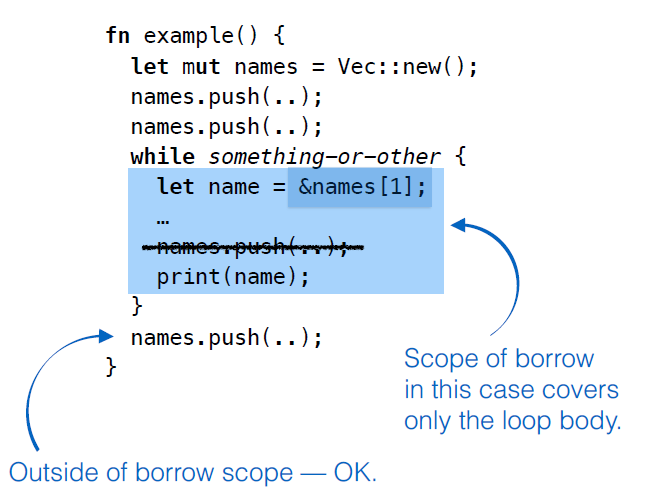 fn example() {
let mut names = Vec::new();
names.push(..);
names.push(..);
while something-or-other {
let name = &names[1];
…
names.push(..);
print(name);
}
names.push(..);
}
Scope of borrow
in this case covers
only the loop body.
Outside of borrow scope — OK.